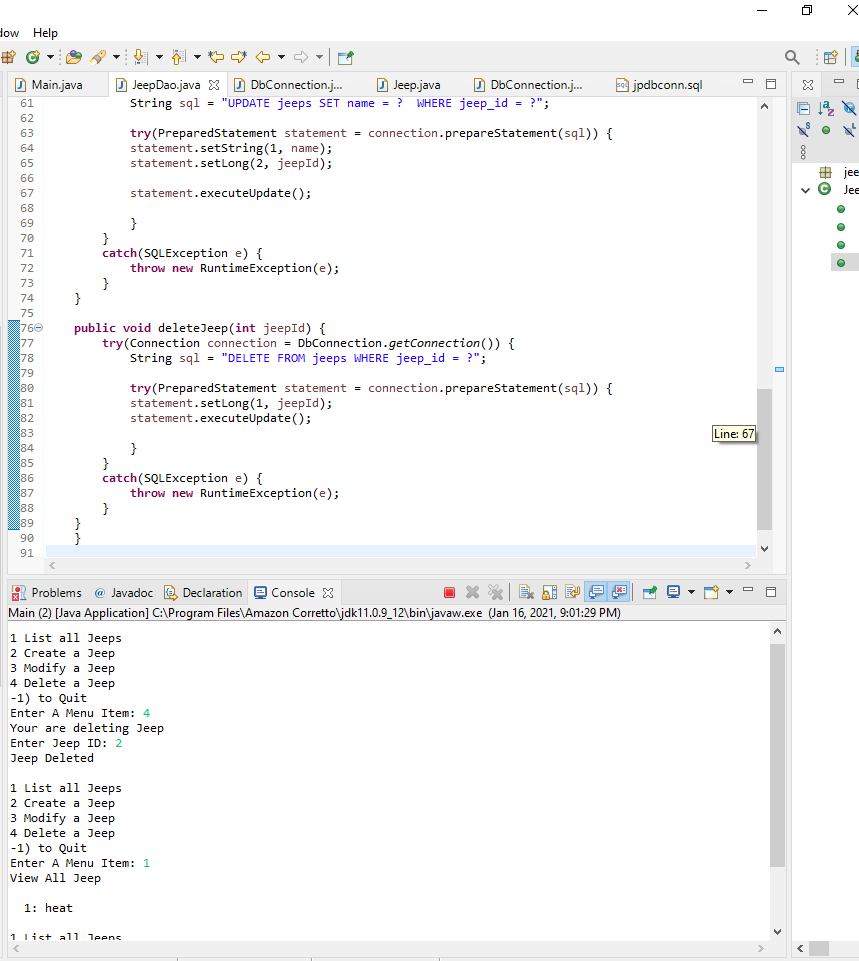 dow Help
Main.java JeepDao.java DbConnection.j... Jeep.java DbConnection.j... jpdbconn.sql
61 String sql = "UPDATE jeeps SET name = ?  WHERE jeep_id = ?";
62
63 try(PreparedStatement statement = connection.prepareStatement(sql)) {
64 statement.setString(1, name);
65 statement.setLong(2, jeepId);
66
67 statement.executeUpdate();
68
69 }
70 }
71 catch(SQLException e) {
72 throw new RuntimeException(e);
73 }
74 }
75
76 public void deleteJeep(int jeepId) {
77 try(Connection connection = DbConnection.getConnection()) {
78 String sql = "DELETE FROM jeeps WHERE jeep_id = ?";
79
80 try(PreparedStatement statement = connection.prepareStatement(sql)) {
81 statement.setLong(1, jeepId);
82 statement.executeUpdate();
83
84 }
85 }
86 catch(SQLException e) {
87 throw new RuntimeException(e);
88 }
89 }
90 }
91
Line: 67
jee
Jee
Problems @ Javadoc Declaration Console
Main (2) [Java Application] C:\Program Files\Amazon Corretto\jdk11.0.9_12\bin\javaw.exe (Jan 16, 2021, 9:01:29 PM)
1 List all Jeeps
2 Create a Jeep
3 Modify a Jeep
4 Delete a Jeep
-1) to Quit
Enter A Menu Item: 4
Your are deleting Jeep
Enter Jeep ID: 2
Jeep Deleted
1 List all Jeeps
2 Create a Jeep
3 Modify a Jeep
4 Delete a Jeep
-1) to Quit
Enter A Menu Item: 1
View All Jeep
1: heat
1 List all Jeeps